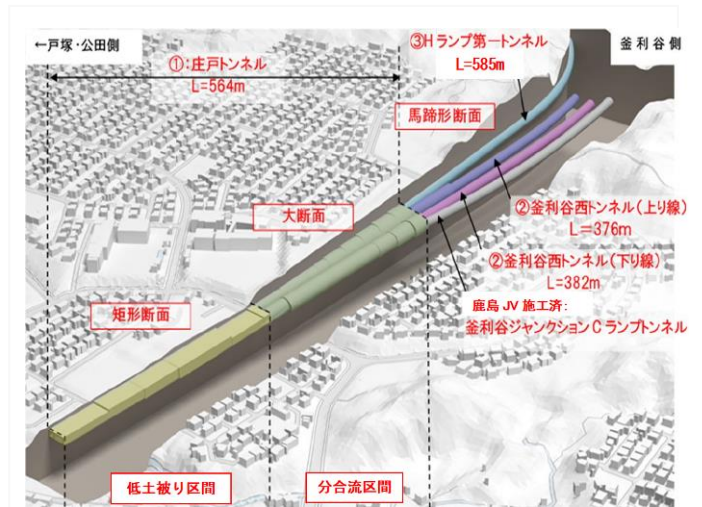 ←戸塚・公田側
③Hランプ第一トンネル
L=585m
釜利谷側
①:庄戸トンネル
L=564m
馬蹄形断面
大断面
②釜利谷西トンネル(上り線)
L=376m
②釜利谷西トンネル(下り線)
L=382m
矩形断面
鹿島JV施工済:
釜利谷ジャンクションCランプトンネル
低土被り区間
分合流区間